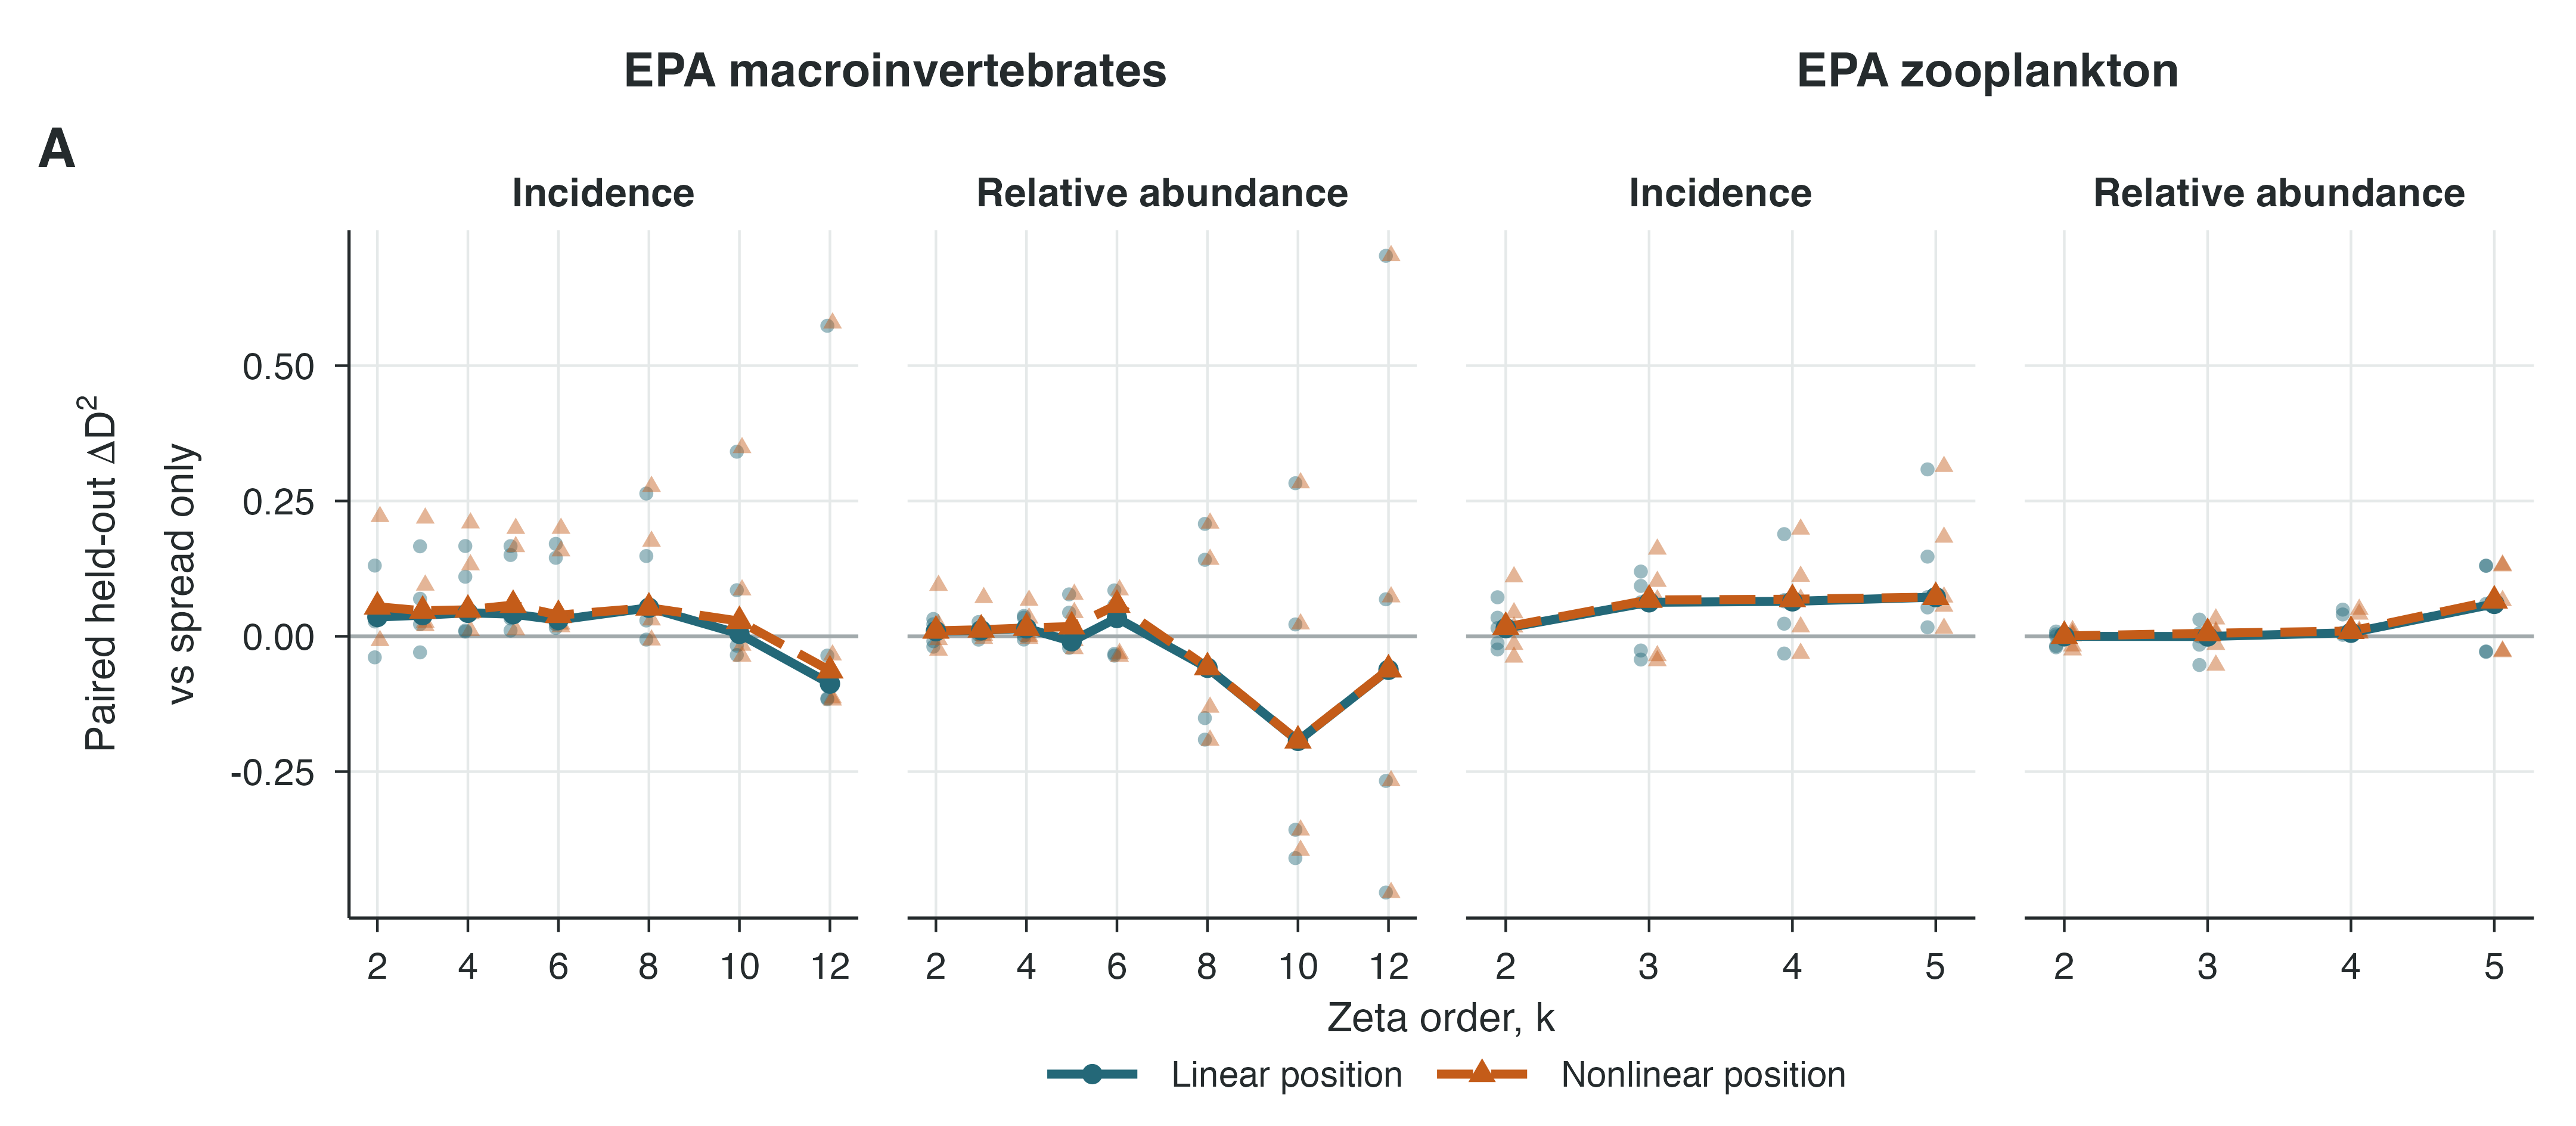 EPA macroinvertebrates
EPA zooplankton
A
Incidence
Relative abundance
Incidence
Relative abundance
Paired held-out ΔD²
vs spread only
0.50
0.25
0.00
-0.25
2 4 6 8 10 12
2 4 6 8 10 12
2 3 4 5
2 3 4 5
Zeta order, k
Linear position
Nonlinear position